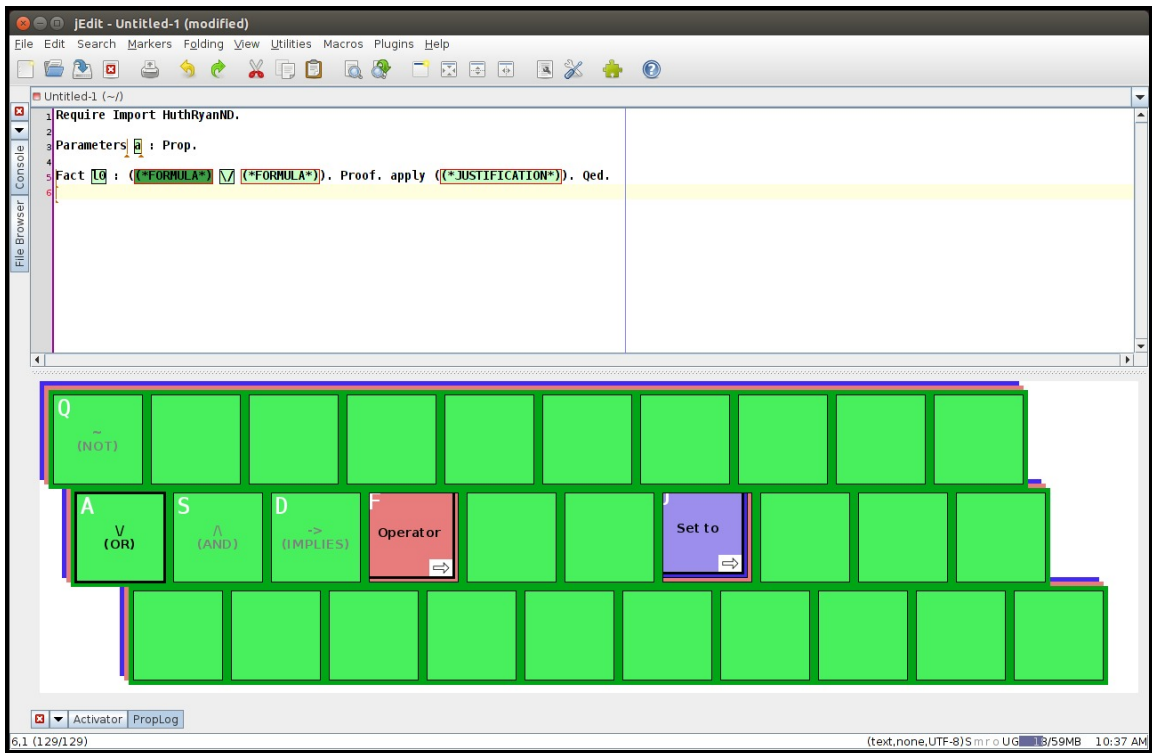 jEdit - Untitled-1 (modified)
File Edit Search Markers Folding View Utilities Macros Plugins Help
Untitled-1 (~/)
Console
File Browser
1 Require Import HuthRyanND.
2
3 Parameters a : Prop.
4
5 Fact l0 : ((*FORMULA*) \/ (*FORMULA*)). Proof. apply ((*JUSTIFICATION*)). Qed.
6
Q
~
(NOT)
A
\/
(OR)
S
/\
(AND)
D
->
(IMPLIES)
F
Operator
J
Set to
Activator PropLog
6,1 (129/129)
(text,none,UTF-8)S m r o UG 18/59MB 10:37 AM